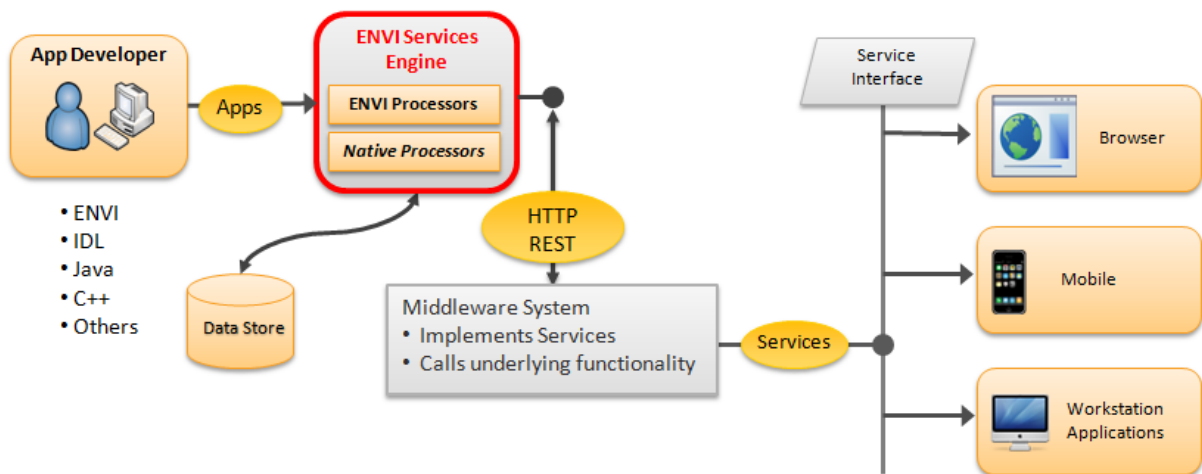 App Developer
Apps
• ENVI
• IDL
• Java
• C++
• Others
ENVI Services
Engine
ENVI Processors
Native Processors
Data Store
HTTP
REST
Middleware System
• Implements Services
• Calls underlying functionality
Services
Service
Interface
Browser
Mobile
Workstation
Applications